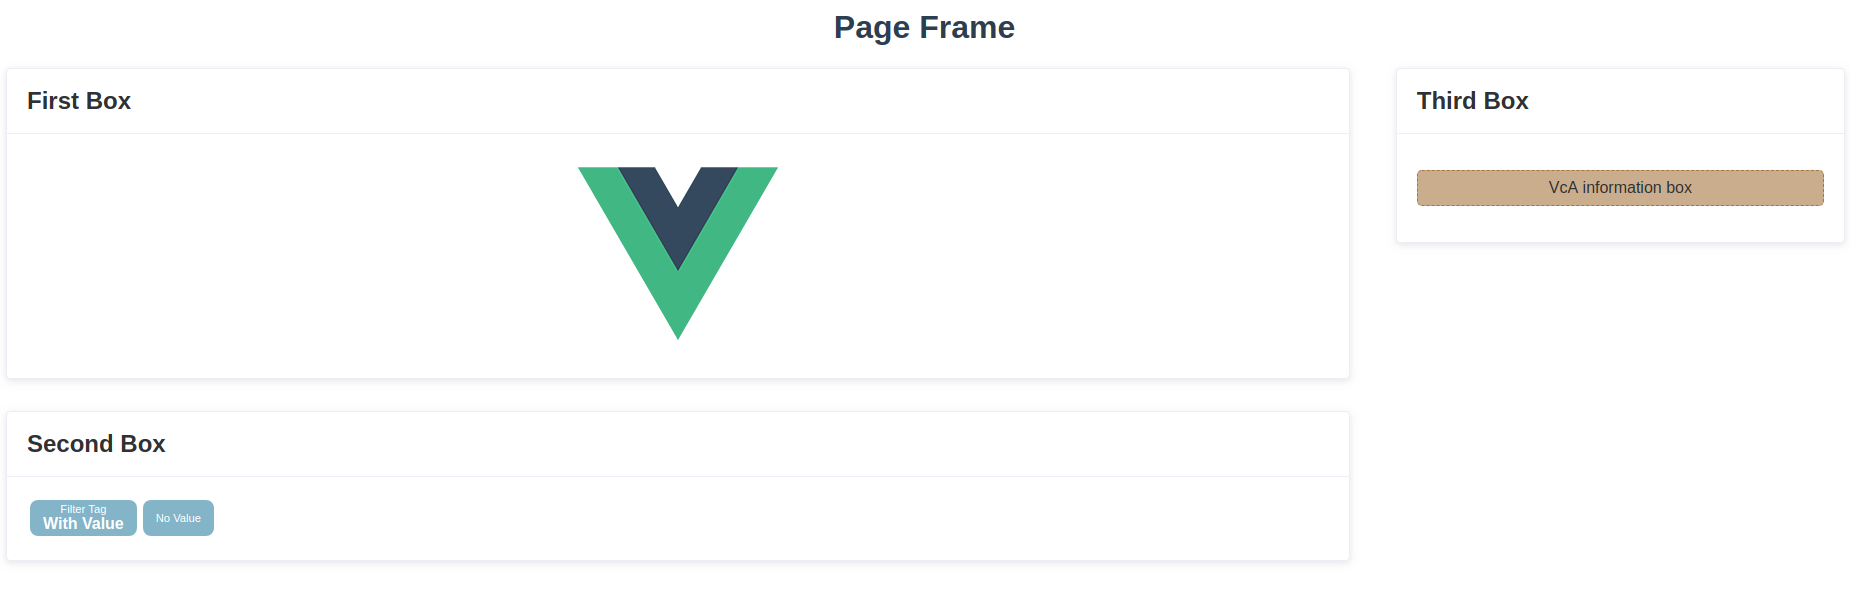 Page Frame
First Box
Third Box
VcA information box
Second Box
Filter Tag
With Value
No Value